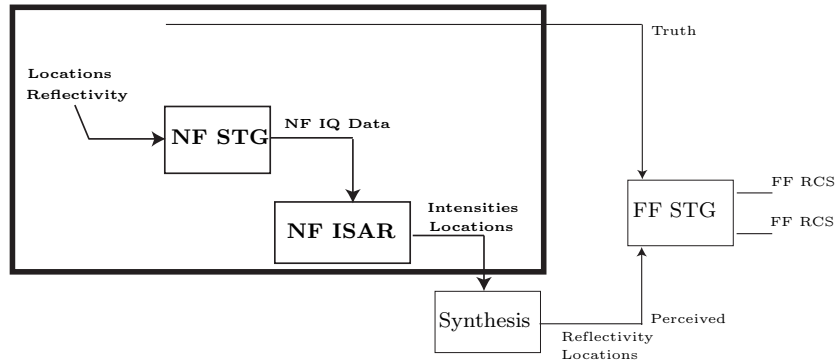 Truth
Locations
Reflectivity
NF STG
NF IQ Data
FF RCS
FF STG
FF RCS
NF ISAR
Intensities
Locations
Synthesis
Perceived
Reflectivity
Locations